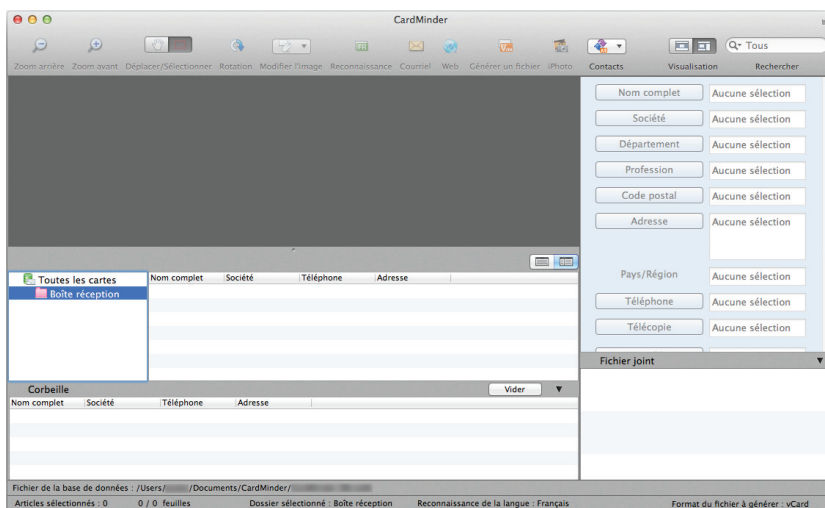 CardMinder
Tous
Zoom arrière Zoom avant Déplacer/Sélectionner Rotation Modifier l'image Reconnaissance Courriel Web Générer un fichier iPhoto Contacts Visualisation Rechercher
Nom complet Aucune sélection
Société Aucune sélection
Département Aucune sélection
Profession Aucune sélection
Code postal Aucune sélection
Adresse Aucune sélection
Pays/Région Aucune sélection
Téléphone Aucune sélection
Télécopie Aucune sélection
Fichier joint
Toutes les cartes
Boîte réception
Nom complet Société Téléphone Adresse
Corbeille Vider
Nom complet Société Téléphone Adresse
Fichier de la base de données : /Users/ /Documents/CardMinder/
Articles sélectionnés : 0 0 / 0 feuilles Dossier sélectionné : Boîte réception Reconnaissance de la langue : Français Format du fichier à générer : vCard